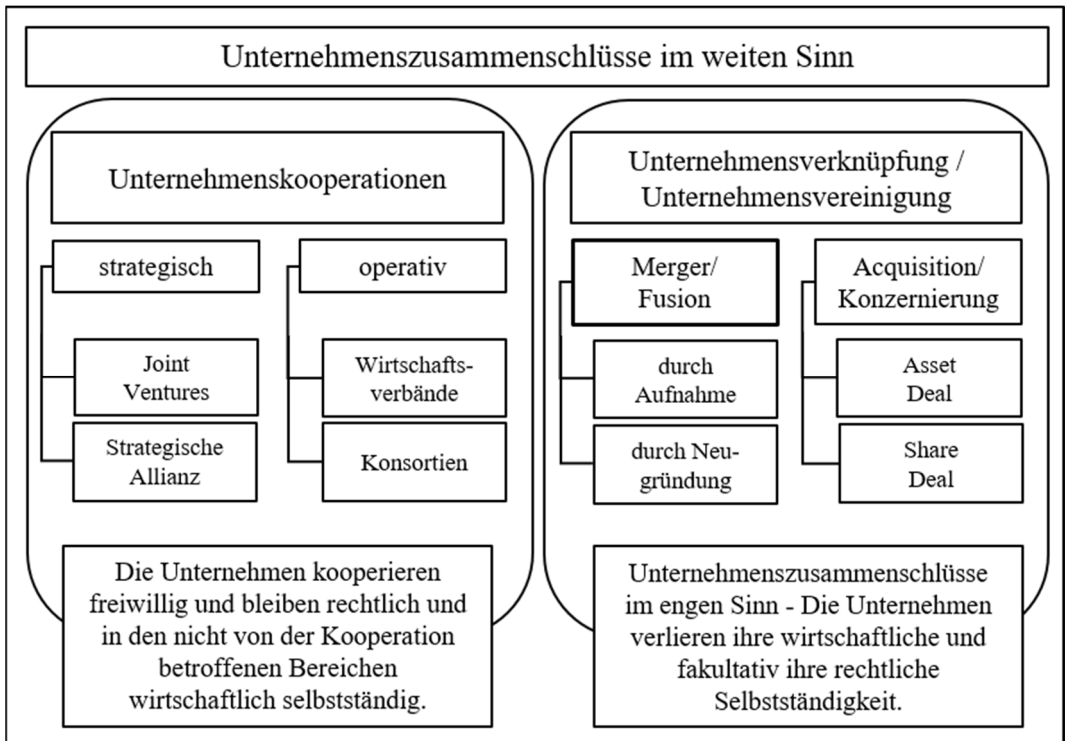 Unternehmenszusammenschlüsse im weiten Sinn
Unternehmenskooperationen
strategisch
operativ
Joint
Ventures
Wirtschafts-
verbände
Strategische
Allianz
Konsortien
Die Unternehmen kooperieren
freiwillig und bleiben rechtlich und
in den nicht von der Kooperation
betroffenen Bereichen
wirtschaftlich selbstständig.
Unternehmensverknüpfung /
Unternehmensvereinigung
Merger/
Fusion
Acquisition/
Konzernierung
durch
Aufnahme
Asset
Deal
durch Neu-
gründung
Share
Deal
Unternehmenszusammenschlüsse
im engen Sinn - Die Unternehmen
verlieren ihre wirtschaftliche und
fakultativ ihre rechtliche
Selbstständigkeit.